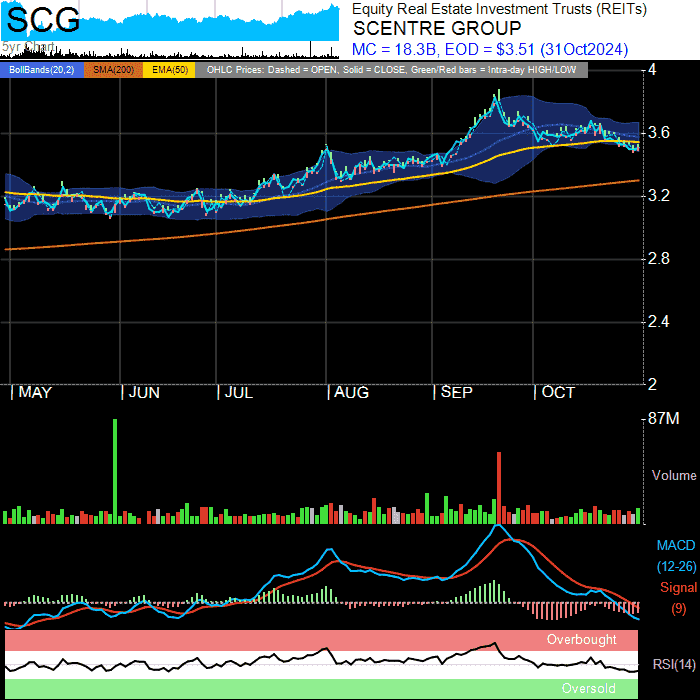 SCG
5yr Chart
Equity Real Estate Investment Trusts (REITs)
SCENTRE GROUP
MC = 18.3B, EOD = $3.51 (31Oct2024)
BollBands(20,2) SMA(200) EMA(50) OHLC Prices: Dashed = OPEN, Solid = CLOSE, Green/Red bars = Intra-day HIGH/LOW
4
3.6
3.2
2.8
2.4
2
MAY JUN JUL AUG SEP OCT
87M
Volume
MACD
(12-26)
Signal
(9)
Overbought
RSI(14)
Oversold